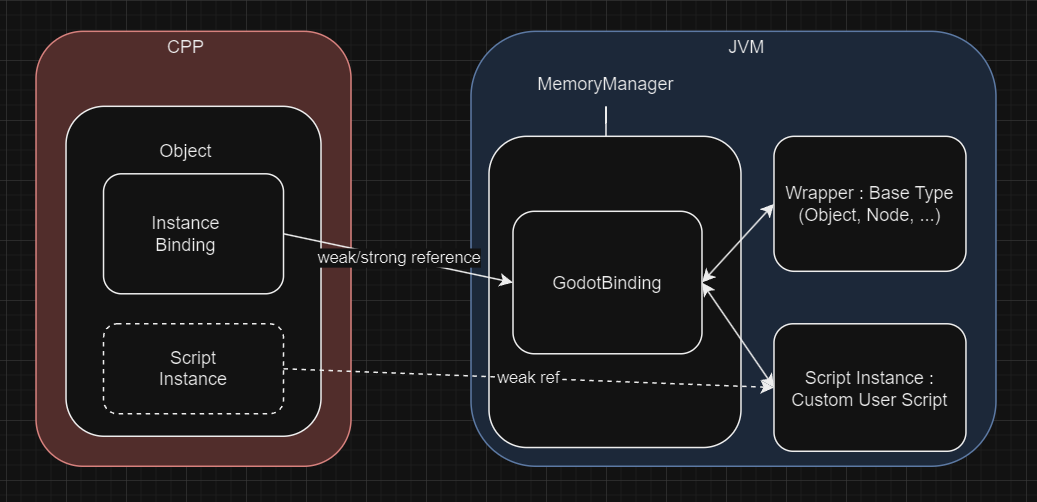 CPP
JVM
MemoryManager
Object
Instance
Binding
Wrapper : Base Type
(Object, Node, ...)
weak/strong reference
GodotBinding
Script
Instance
weak ref
Script Instance :
Custom User Script